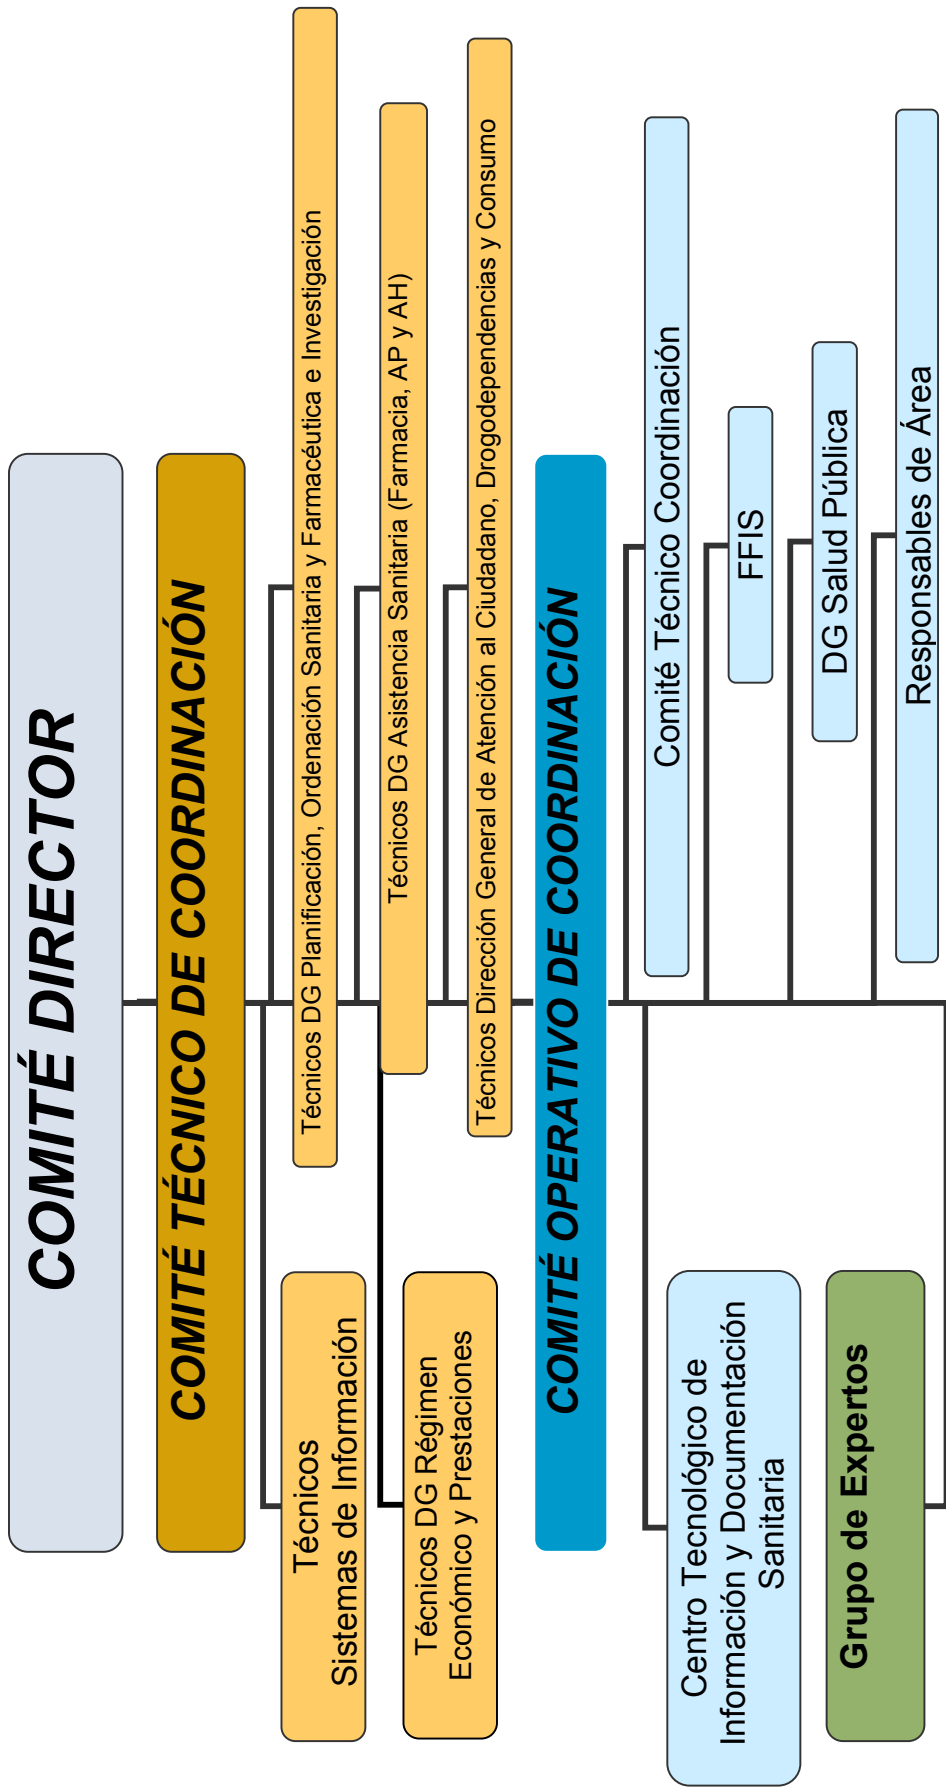 COMITÉ DIRECTOR
COMITÉ TÉCNICO DE COORDINACIÓN
Técnicos DG Planificación, Ordenación Sanitaria y Farmacéutica e Investigación
Técnicos
Sistemas de Información
Técnicos DG Asistencia Sanitaria (Farmacia, AP y AH)
Técnicos DG Régimen
Económico y Prestaciones
Técnicos Dirección General de Atención al Ciudadano, Drogodependencias y Consumo
COMITÉ OPERATIVO DE COORDINACIÓN
Comité Técnico Coordinación
Centro Tecnológico de
Información y Documentación
Sanitaria
FFIS
DG Salud Pública
Grupo de Expertos
Responsables de Área